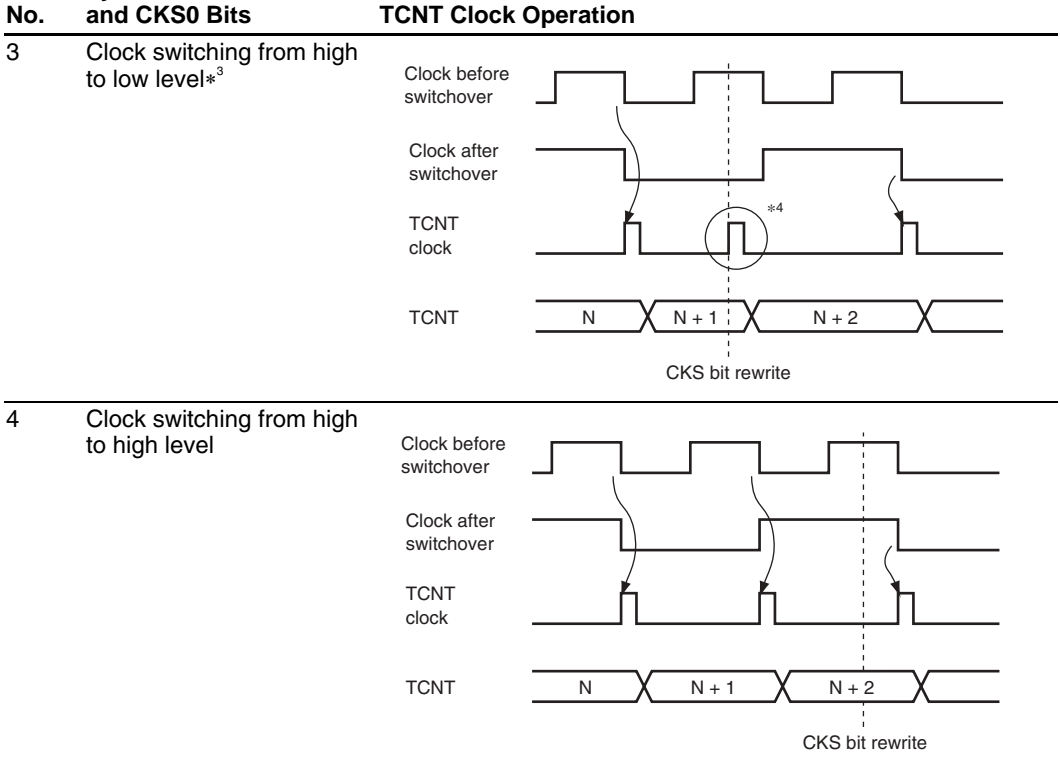 No. and CKS0 Bits TCNT Clock Operation
3 Clock switching from high
to low level*3
Clock before
switchover
Clock after
switchover
*4
TCNT
clock
TCNT N N + 1 N + 2
CKS bit rewrite
4 Clock switching from high
to high level
Clock before
switchover
Clock after
switchover
TCNT
clock
TCNT N N + 1 N + 2
CKS bit rewrite